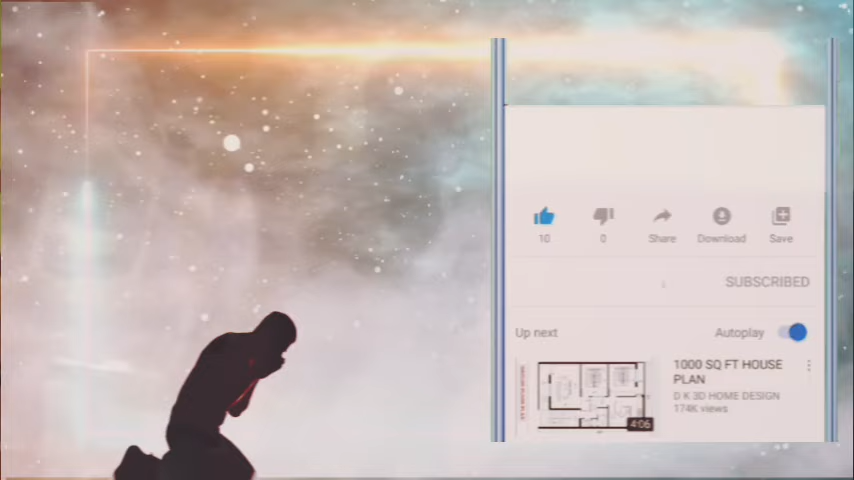 10
0
Share
Download
Save
SUBSCRIBED
Up next
Autoplay
1000 SQ FT HOUSE
PLAN
D K 3D HOME DESIGN
174K views
4:06